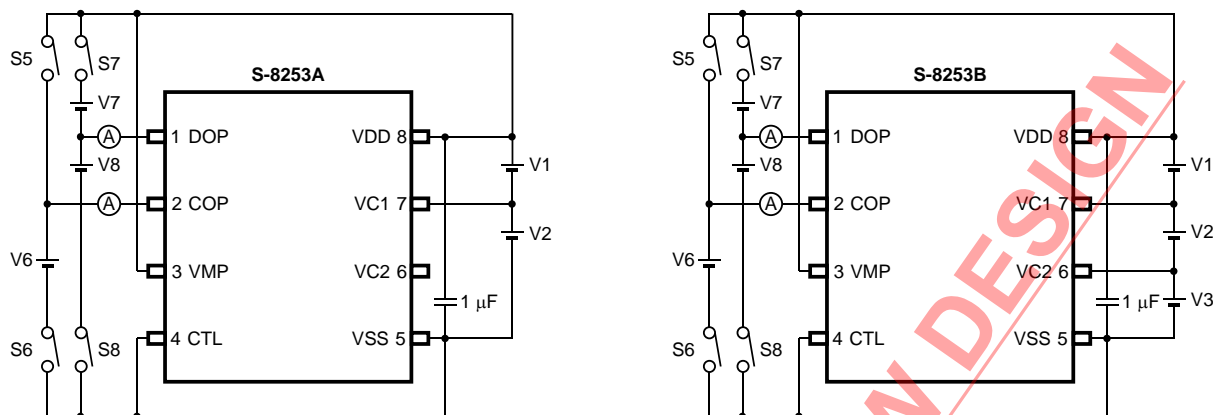 S-8253A
S5
S7
V7
A
1 DOP
VDD 8
V8
V1
A
2 COP
VC1 7
V2
V6
3 VMP
VC2 6
1 μF
S6
S8
4 CTL
VSS 5
S-8253B
S5
S7
V7
A
1 DOP
VDD 8
V8
V1
A
2 COP
VC1 7
V2
V6
3 VMP
VC2 6
1 μF
V3
S6
S8
4 CTL
VSS 5
DESIGN